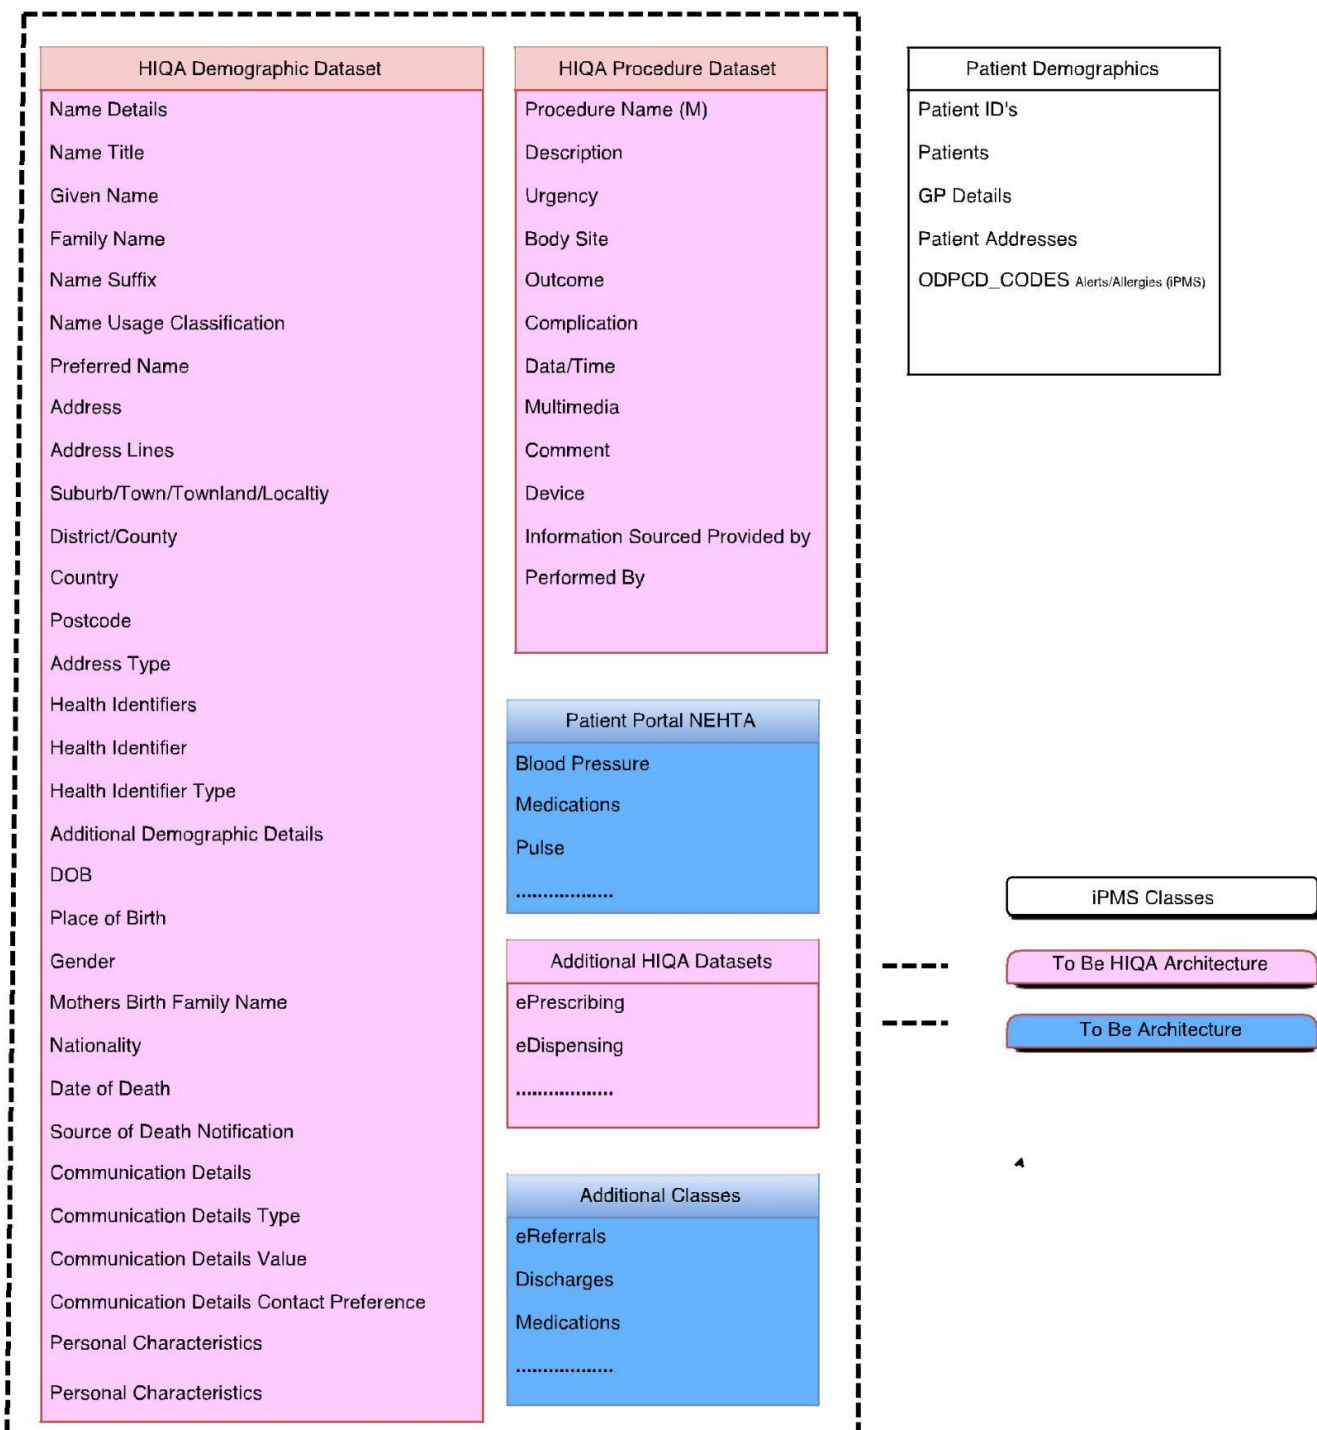 HIQA Demographic Dataset
Name Details
Name Title
Given Name
Family Name
Name Suffix
Name Usage Classification
Preferred Name
Address
Address Lines
Suburb/Town/Townland/Localtiy
District/County
Country
Postcode
Address Type
Health Identifiers
Health Identifier
Health Identifier Type
Additional Demographic Details
DOB
Place of Birth
Gender
Mothers Birth Family Name
Nationality
Date of Death
Source of Death Notification
Communication Details
Communication Details Type
Communication Details Value
Communication Details Contact Preference
Personal Characteristics
Personal Characteristics
HIQA Procedure Dataset
Procedure Name (M)
Description
Urgency
Body Site
Outcome
Complication
Data/Time
Multimedia
Comment
Device
Information Sourced Provided by
Performed By
Patient Portal NEHTA
Blood Pressure
Medications
Pulse
..................
Additional HIQA Datasets
ePrescribing
eDispensing
..................
Additional Classes
eReferrals
Discharges
Medications
..................
Patient Demographics
Patient ID's
Patients
GP Details
Patient Addresses
ODPCD_CODES Alerts/Allergies (iPMS)
iPMS Classes
To Be HIQA Architecture
To Be Architecture